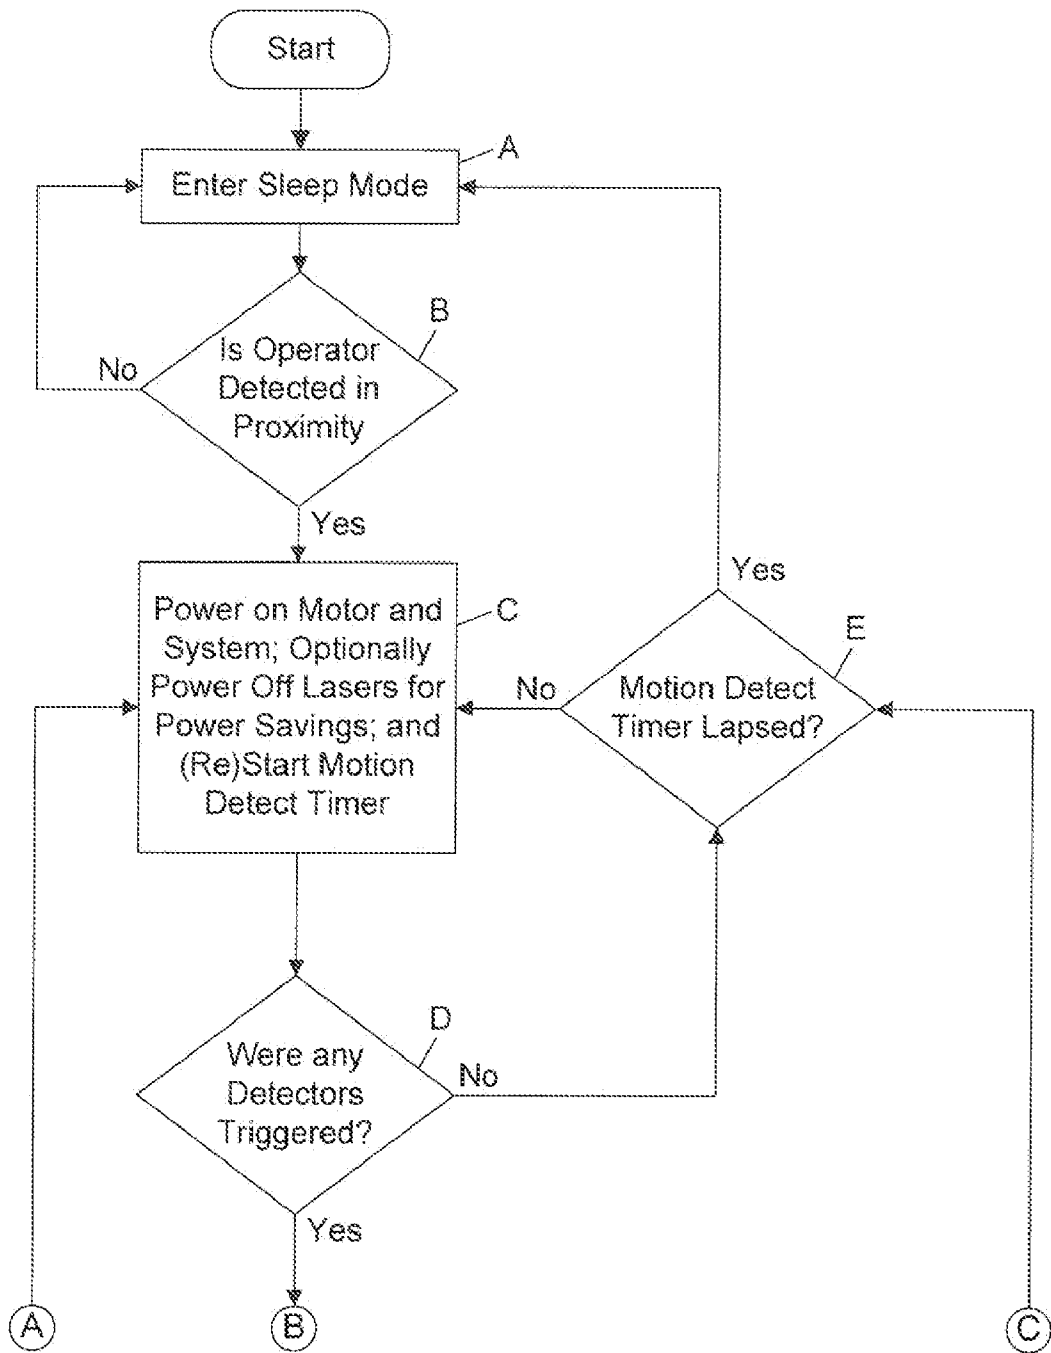 Start
A
Enter Sleep Mode
B
Is Operator
Detected in
Proximity
No
Yes
Yes
C
Power on Motor and
System; Optionally
Power Off Lasers for
Power Savings; and
(Re)Start Motion
Detect Timer
E
No
Motion Detect
Timer Lapsed?
D
Were any
Detectors
Triggered?
No
Yes
A
B
C